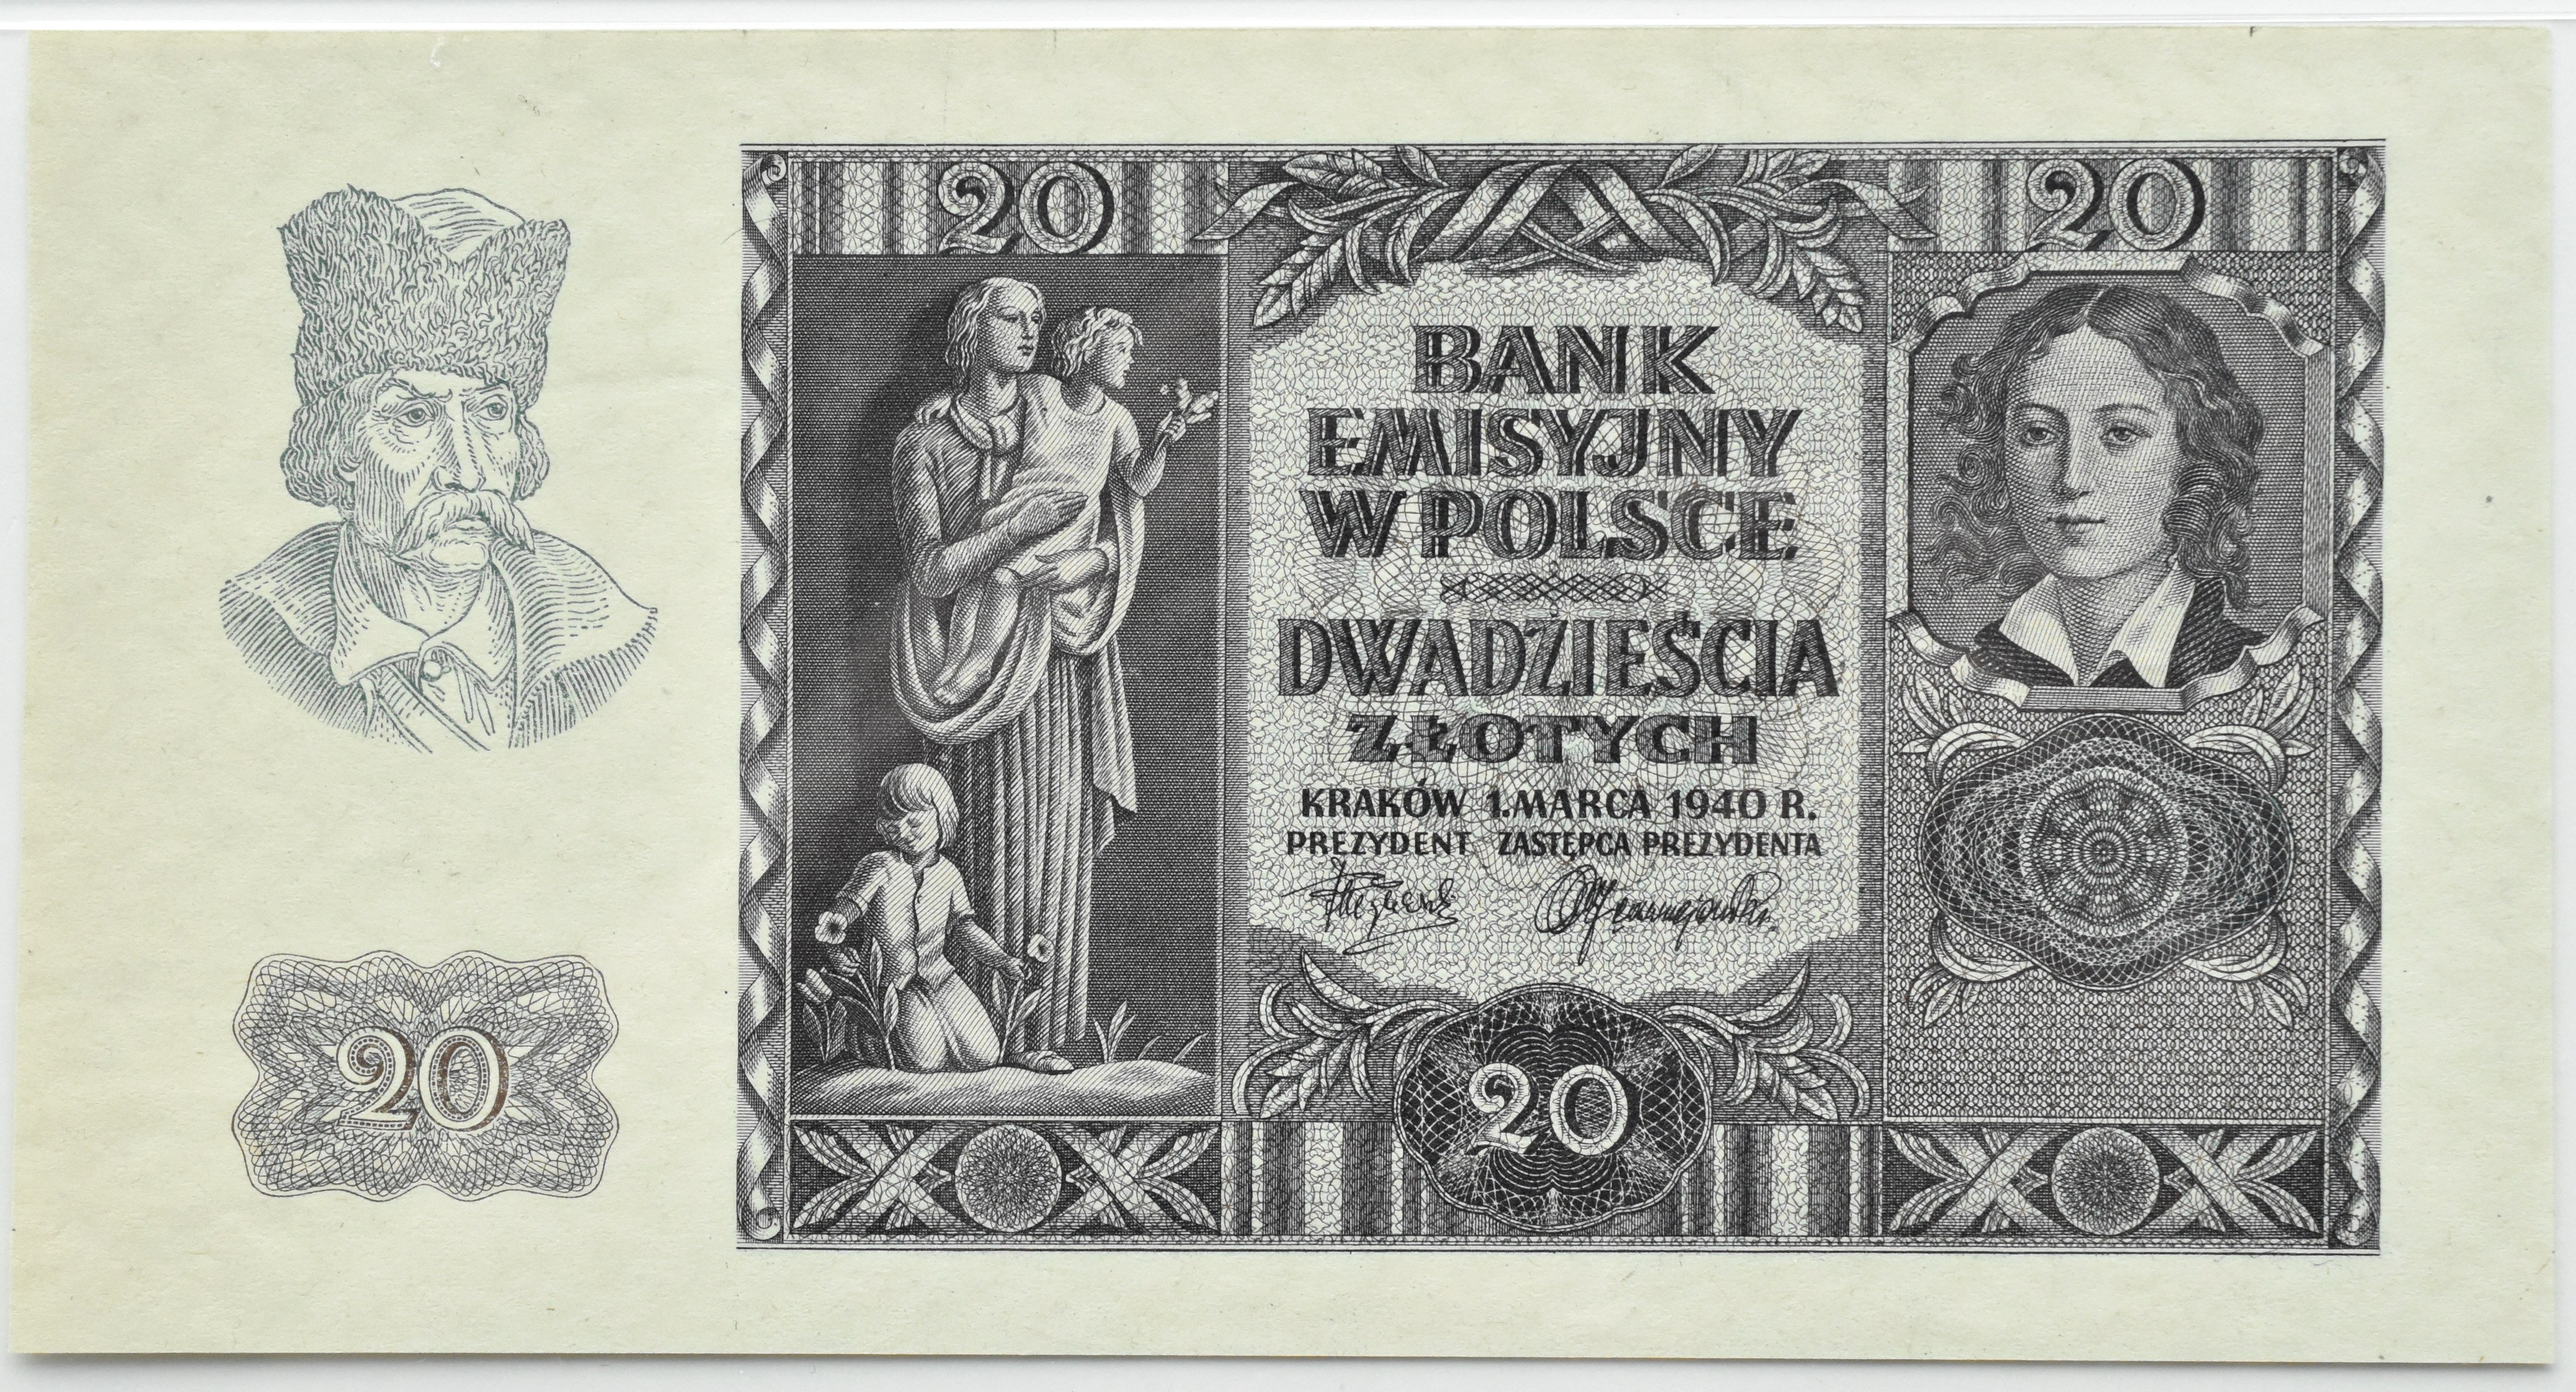 20
20
BANK
EMISYJNY
W POLSCE
DWADZIEŚCIA
ZŁOTYCH
KRAKÓW 1. MARCA 1940 R.
PREZYDENT ZASTĘPCA PREZYDENTA
20
20